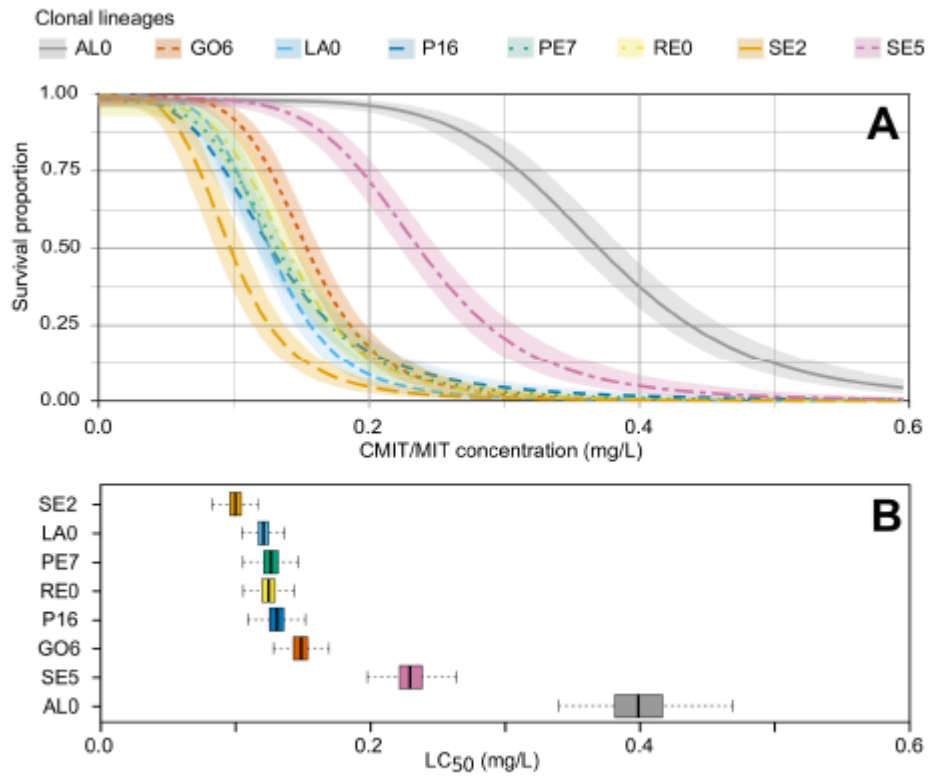 Clonal lineages
AL0 GO6 LA0 P16 PE7 RE0 SE2 SE5
A
Survival proportion
1.00
0.75
0.50
0.25
0.00
0.0 0.2 0.4 0.6
CMIT/MIT concentration (mg/L)
B
SE2
LA0
PE7
RE0
P16
GO6
SE5
AL0
0.0 0.2 0.4 0.6
LC50 (mg/L)